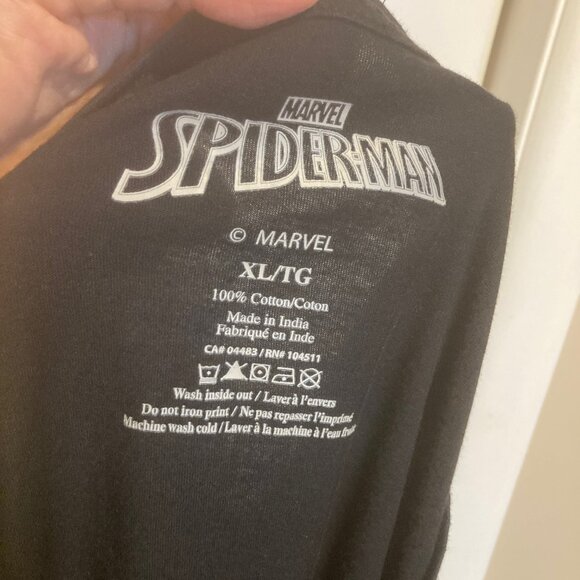 MARVEL
SPIDER-MAN
© MARVEL
XL/TG
100% Cotton/Coton
Made in India
Fabriqué en Inde
CA# 04483 / RN# 104511
Wash inside out / Laver à l'envers
Do not iron print / Ne pas repasser l'imprimé
Machine wash cold / Laver à la machine à l'eau